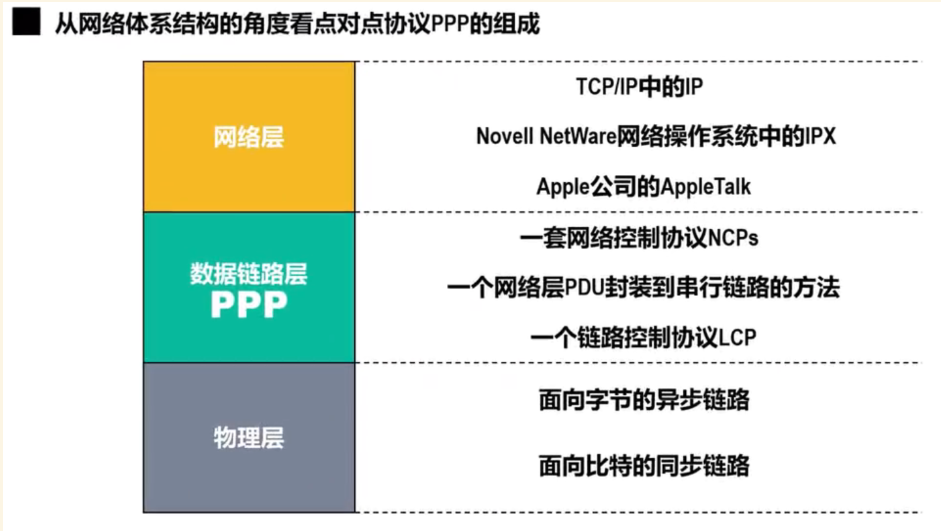 从网络体系结构的角度看点对点协议PPP的组成
网络层
TCP/IP中的IP
Novell NetWare网络操作系统中的IPX
Apple公司的AppleTalk
数据链路层
PPP
一套网络控制协议NCPs
一个网络层PDU封装到串行链路的方法
一个链路控制协议LCP
物理层
面向字节的异步链路
面向比特的同步链路